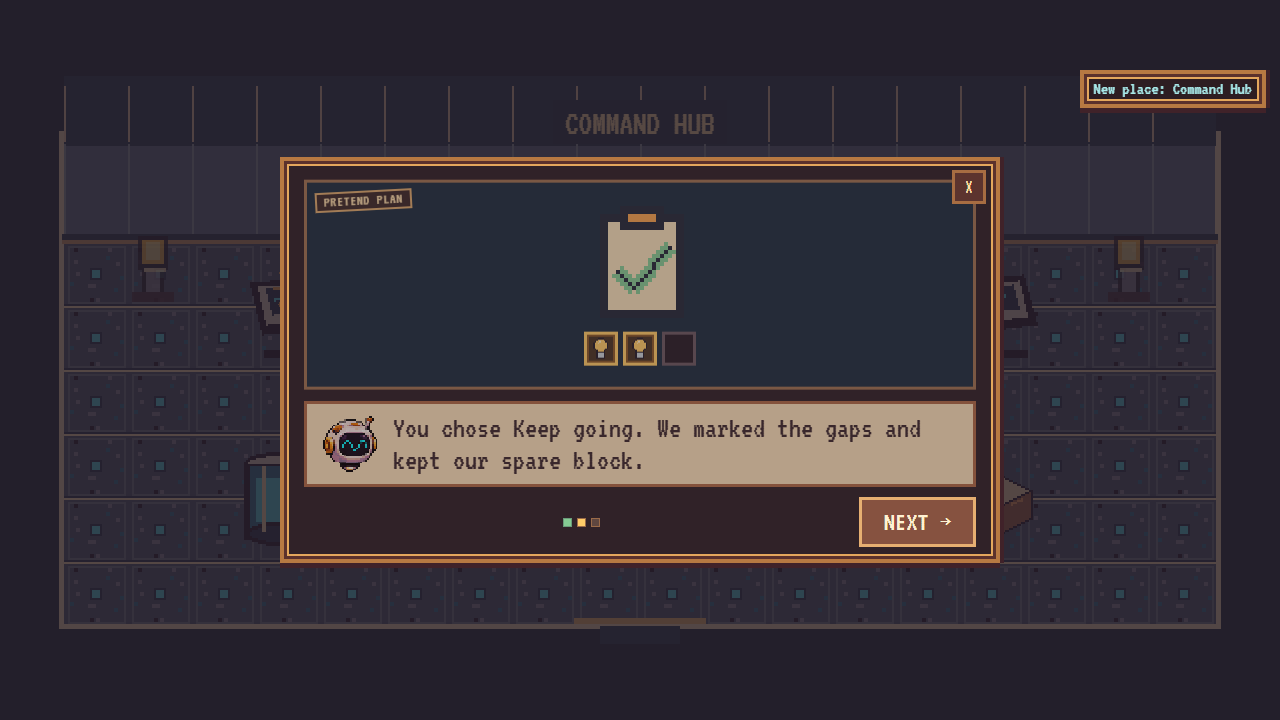 New place: Command Hub
COMMAND HUB
PRETEND PLAN
X
You chose Keep going. We marked the gaps and
kept our spare block.
NEXT →